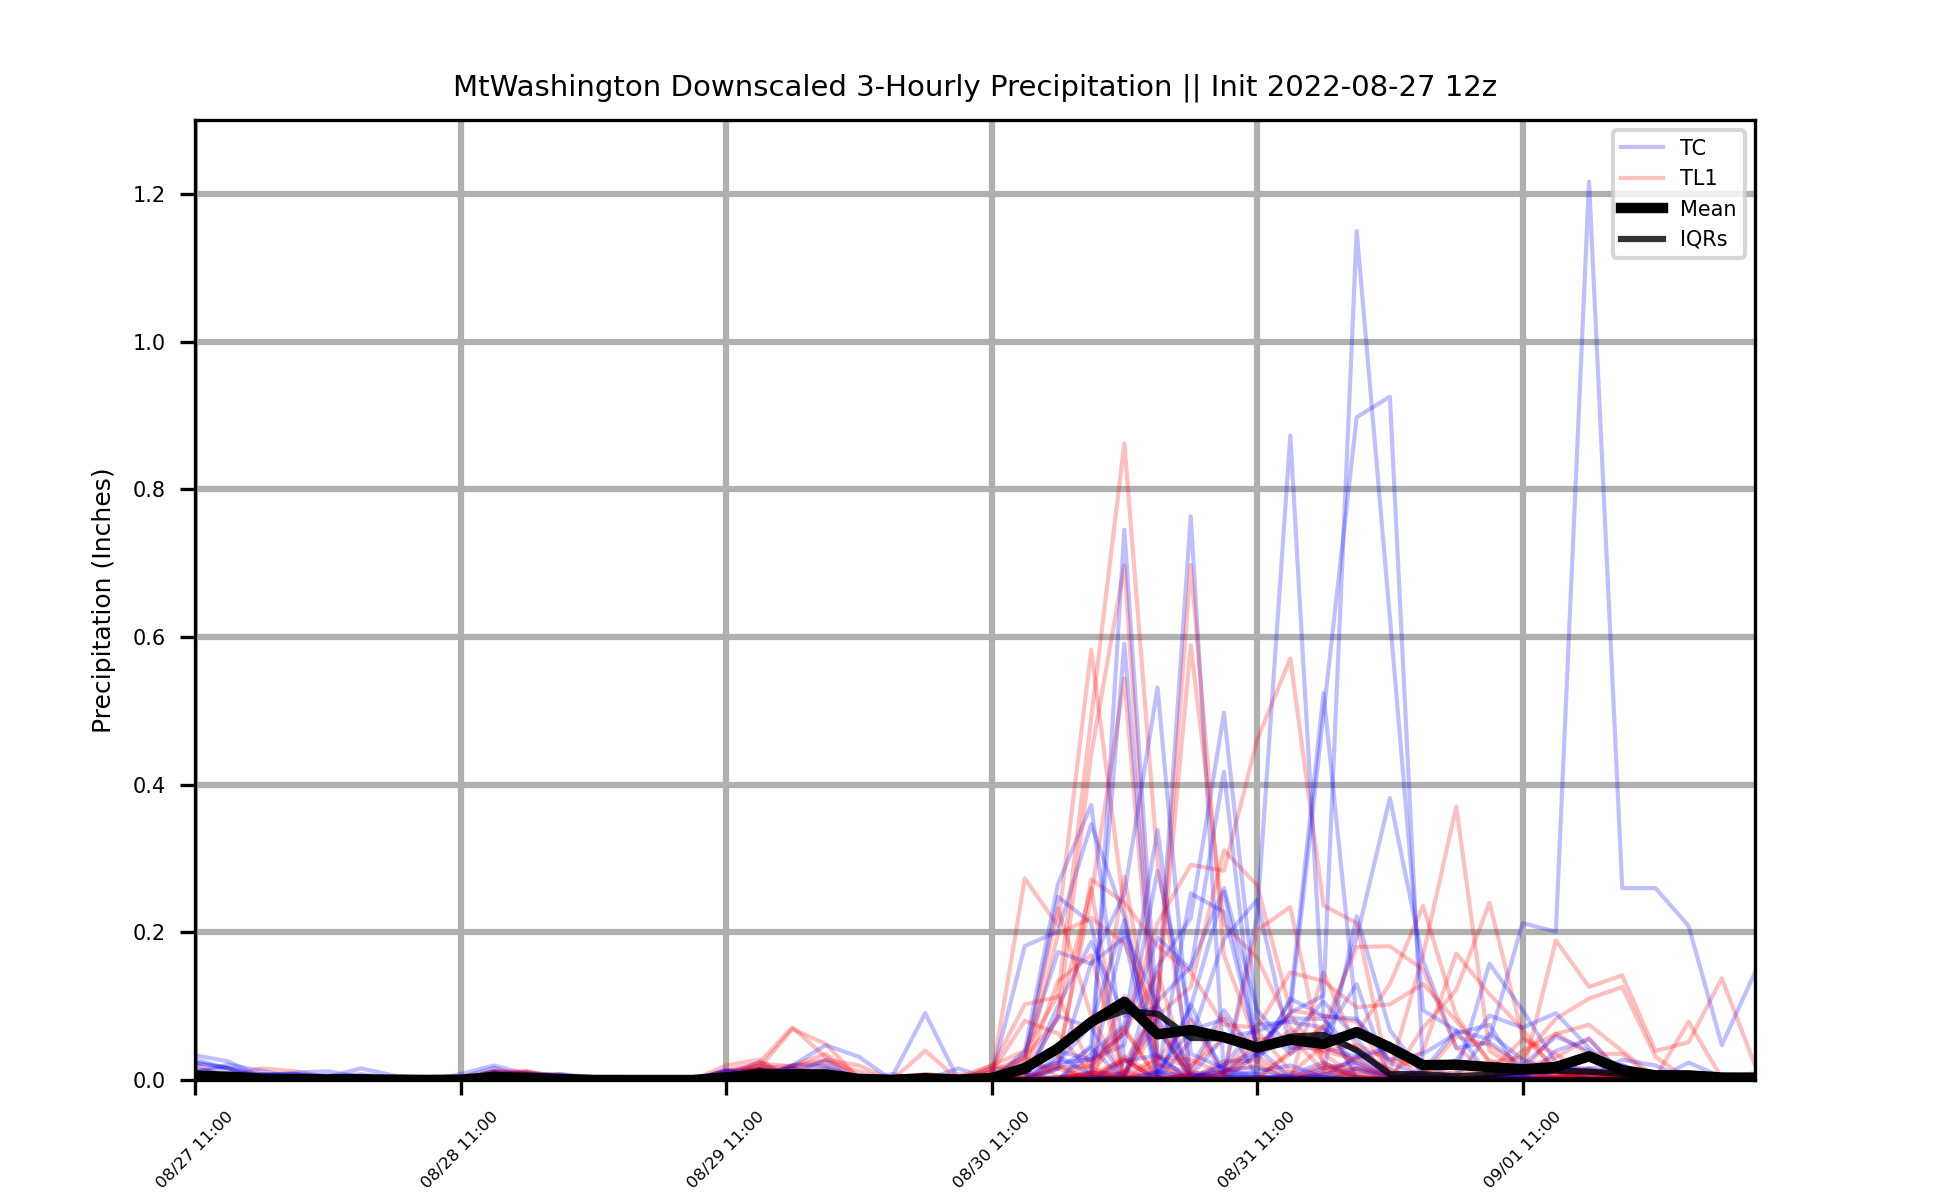 MtWashington Downscaled 3-Hourly Precipitation || Init 2022-08-27 12z
TC
TL1
Mean
IQRs
Precipitation (Inches)
1.2
1.0
0.8
0.6
0.4
0.2
0.0
08/27 11:00
08/28 11:00
08/29 11:00
08/30 11:00
08/31 11:00
09/01 11:00